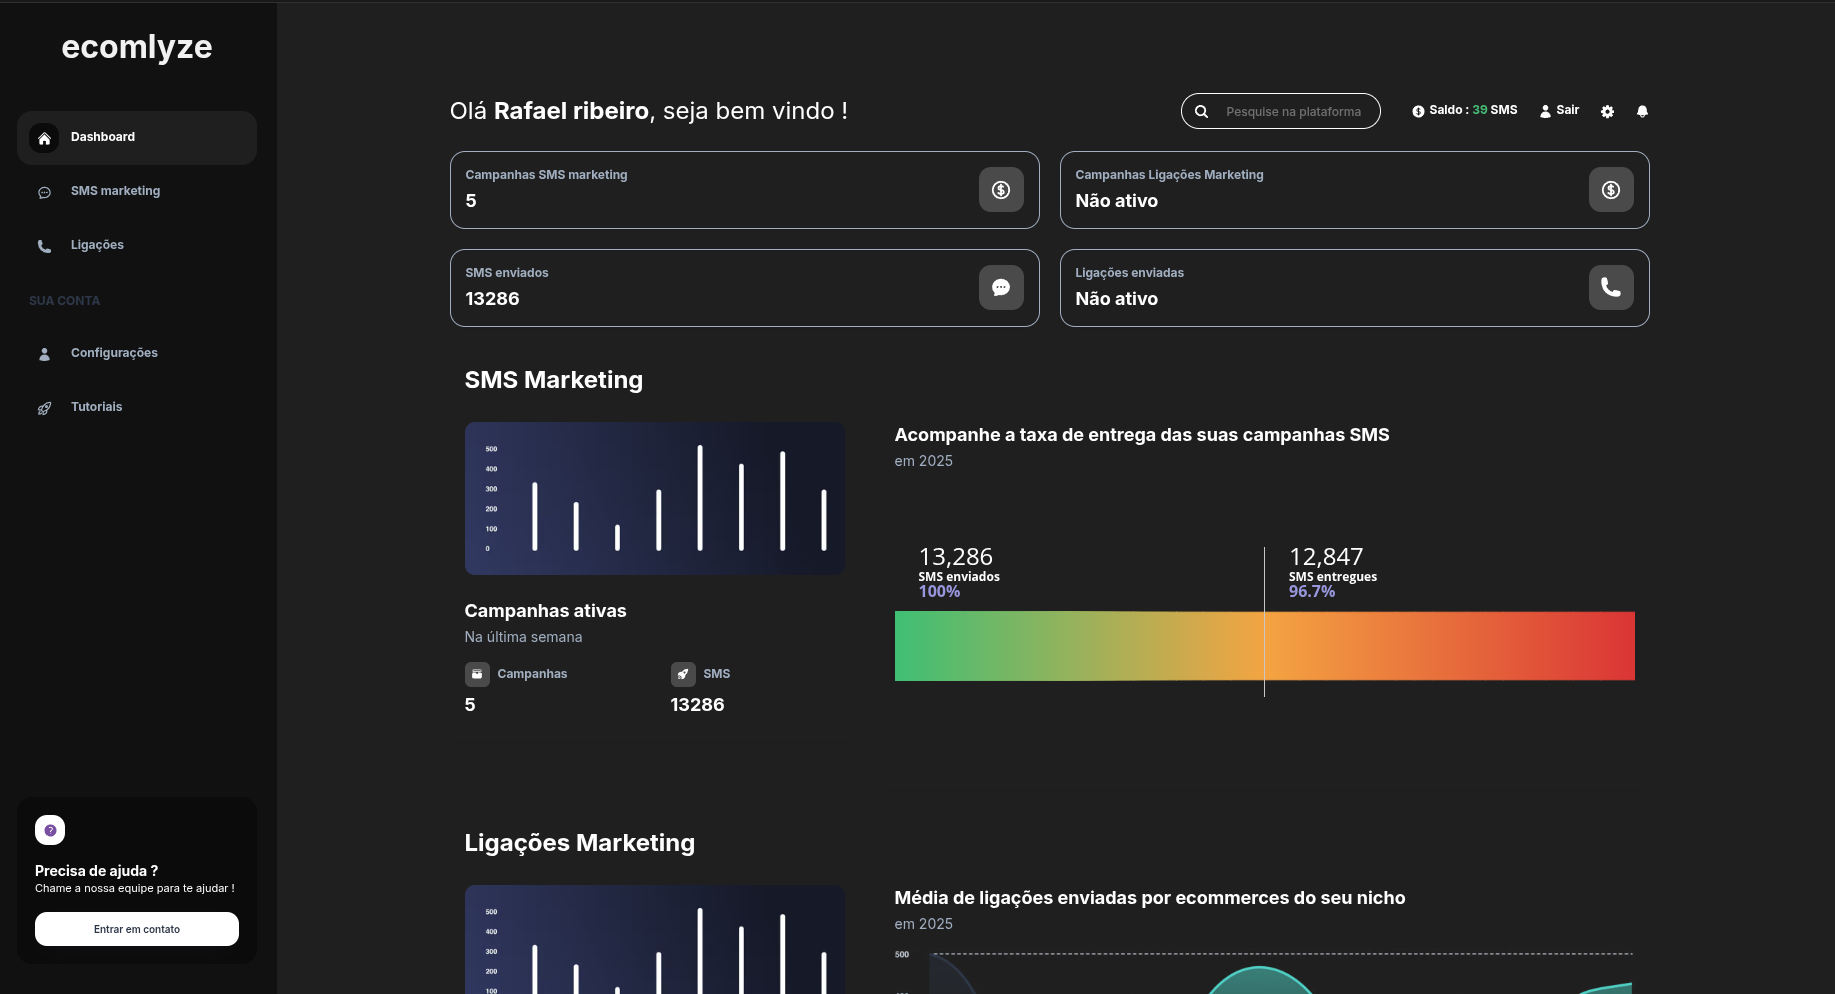 ecomlyze
Dashboard
SMS marketing
Ligações
SUA CONTA
Configurações
Tutoriais
Precisa de ajuda ?
Chame a nossa equipe para te ajudar !
Entrar em contato
Olá Rafael ribeiro, seja bem vindo !
Pesquise na plataforma
Saldo : 39 SMS
Sair
Campanhas SMS marketing
5
Campanhas Ligações Marketing
Não ativo
SMS enviados
13286
Ligações enviadas
Não ativo
SMS Marketing
500
400
300
200
100
0
Campanhas ativas
Na última semana
Campanhas
5
SMS
13286
Acompanhe a taxa de entrega das suas campanhas SMS
em 2025
13,286
SMS enviados
100%
12,847
SMS entregues
96.7%
Ligações Marketing
500
400
300
200
100
Média de ligações enviadas por ecommerces do seu nicho
em 2025
500